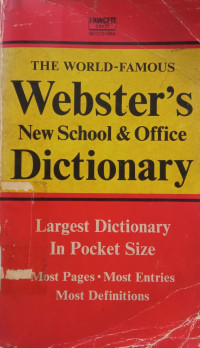 FAWCETT
THE WORLD-FAMOUS
Webster's
New School & Office
Dictionary
Largest Dictionary
In Pocket Size
Most Pages • Most Entries
Most Definitions